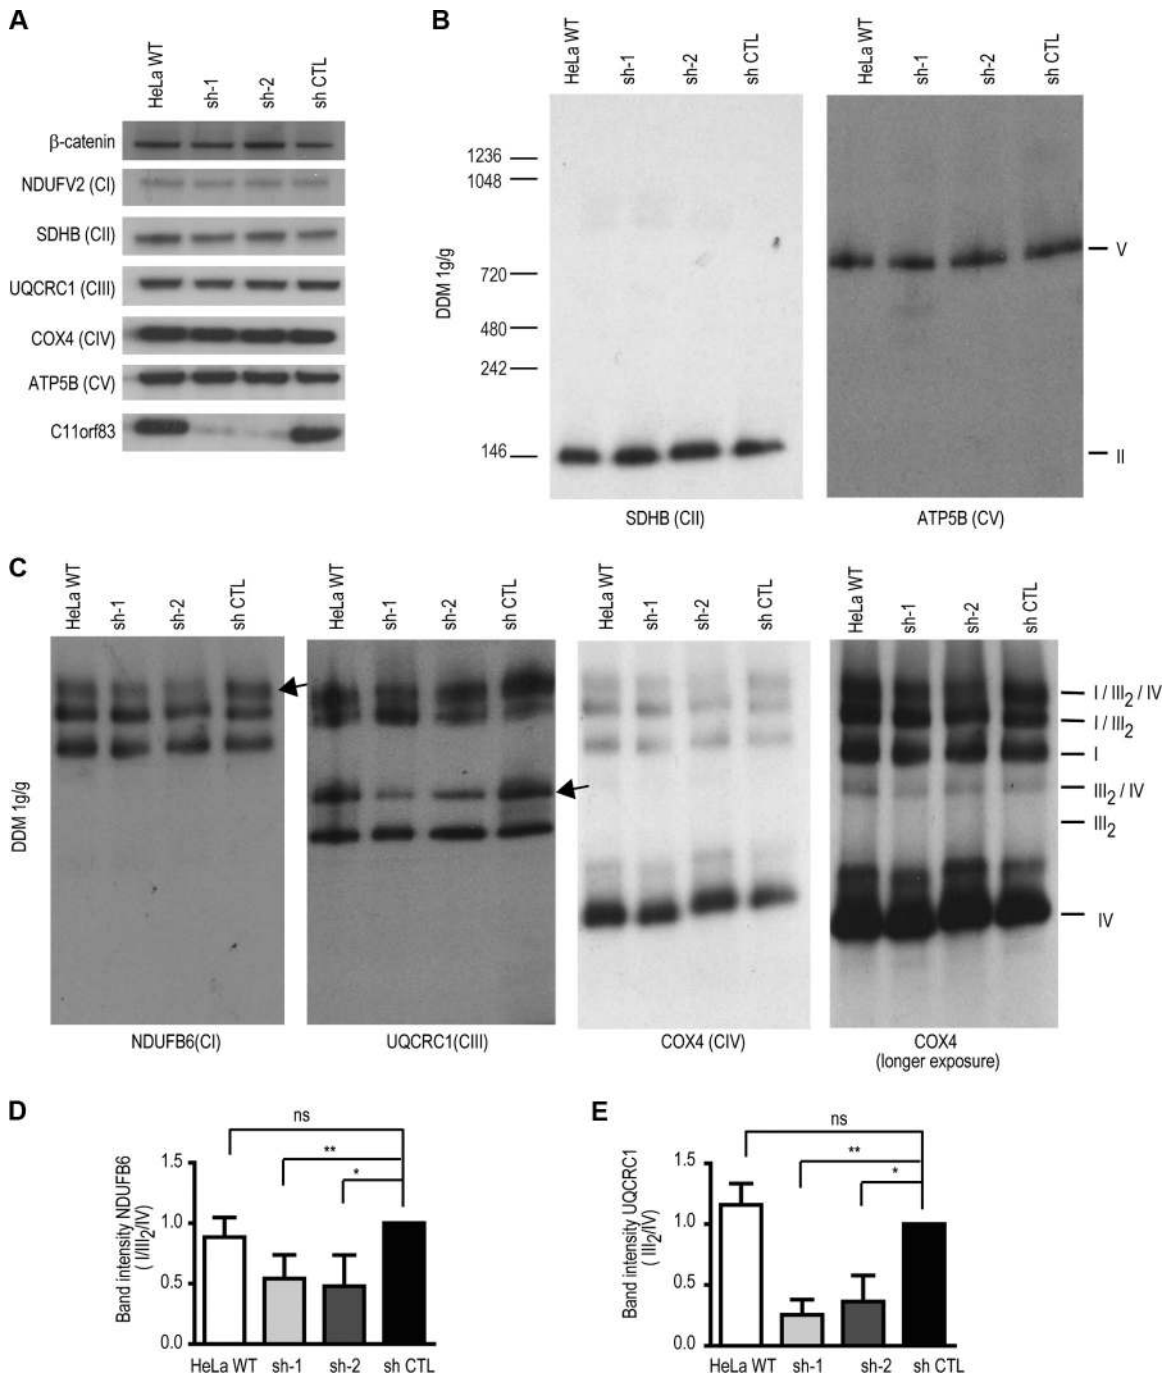 A
HeLa WT
sh-1
sh-2
sh CTL
β-catenin
NDUFV2 (CI)
SDHB (CII)
UQCRC1 (CIII)
COX4 (CIV)
ATP5B (CV)
C11orf83
B
HeLa WT
sh-1
sh-2
sh CTL
HeLa WT
sh-1
sh-2
sh CTL
DDM 1g/g
1236
1048
720
480
242
146
V
II
SDHB (CII)
ATP5B (CV)
C
HeLa WT
sh-1
sh-2
sh CTL
HeLa WT
sh-1
sh-2
sh CTL
HeLa WT
sh-1
sh-2
sh CTL
HeLa WT
sh-1
sh-2
sh CTL
DDM 1g/g
I / III2 / IV
I / III2
I
III2 / IV
III2
IV
NDUFB6(CI)
UQCRC1(CIII)
COX4 (CIV)
COX4
(longer exposure)
D
ns
**
*
Band intensity NDUFB6
( I/III2/IV)
1.5
1.0
0.5
0.0
HeLa WT
sh-1
sh-2
sh CTL
E
ns
**
*
Band intensity UQCRC1
( III2/IV)
1.5
1.0
0.5
0.0
HeLa WT
sh-1
sh-2
sh CTL